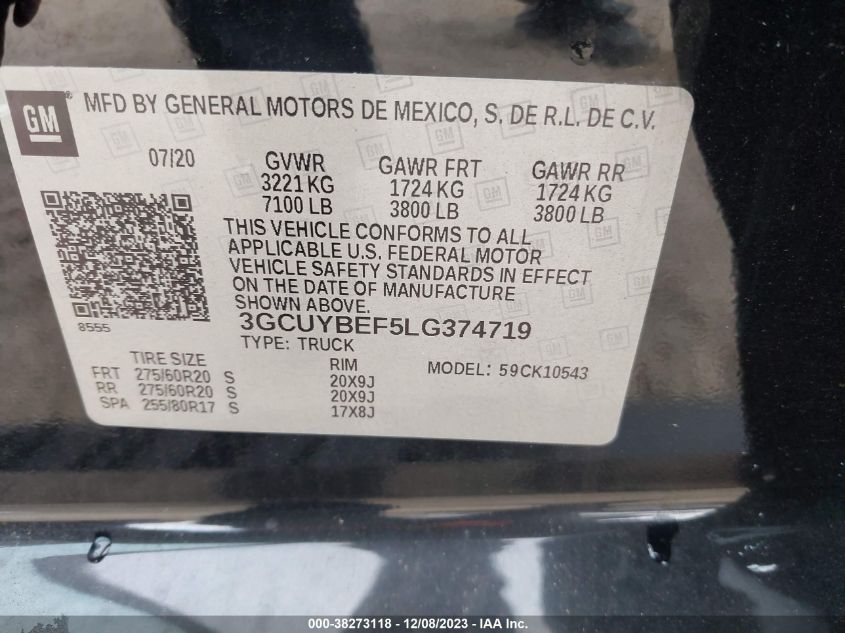 GM
MFD BY GENERAL MOTORS DE MEXICO, S. DE R.L. DE C.V.
07/20 GVWR GAWR FRT GAWR RR
3221 KG 1724 KG 1724 KG
7100 LB 3800 LB 3800 LB
THIS VEHICLE CONFORMS TO ALL
APPLICABLE U.S. FEDERAL MOTOR
VEHICLE SAFETY STANDARDS IN EFFECT
ON THE DATE OF MANUFACTURE
SHOWN ABOVE.
8555
3GCUYBEF5LG374719
TYPE: TRUCK
TIRE SIZE RIM MODEL: 59CK10543
FRT 275/60R20 S 20X9J
RR 275/60R20 S 20X9J
SPA 255/80R17 S 17X8J
000-38273118 - 12/08/2023 - IAA Inc.